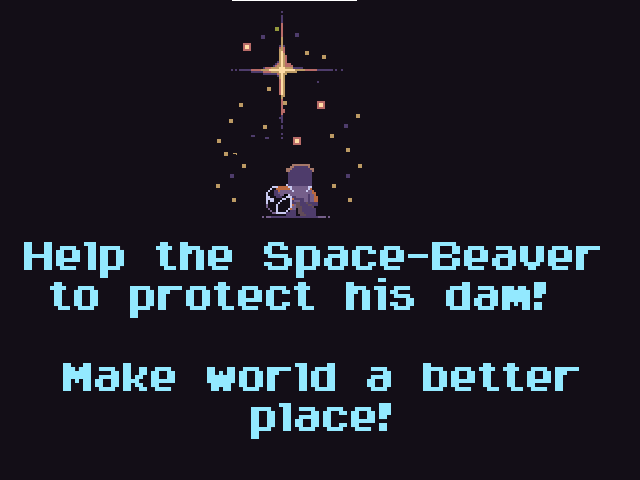 Help the Space-Beaver
to protect his dam!
Make world a better
place!